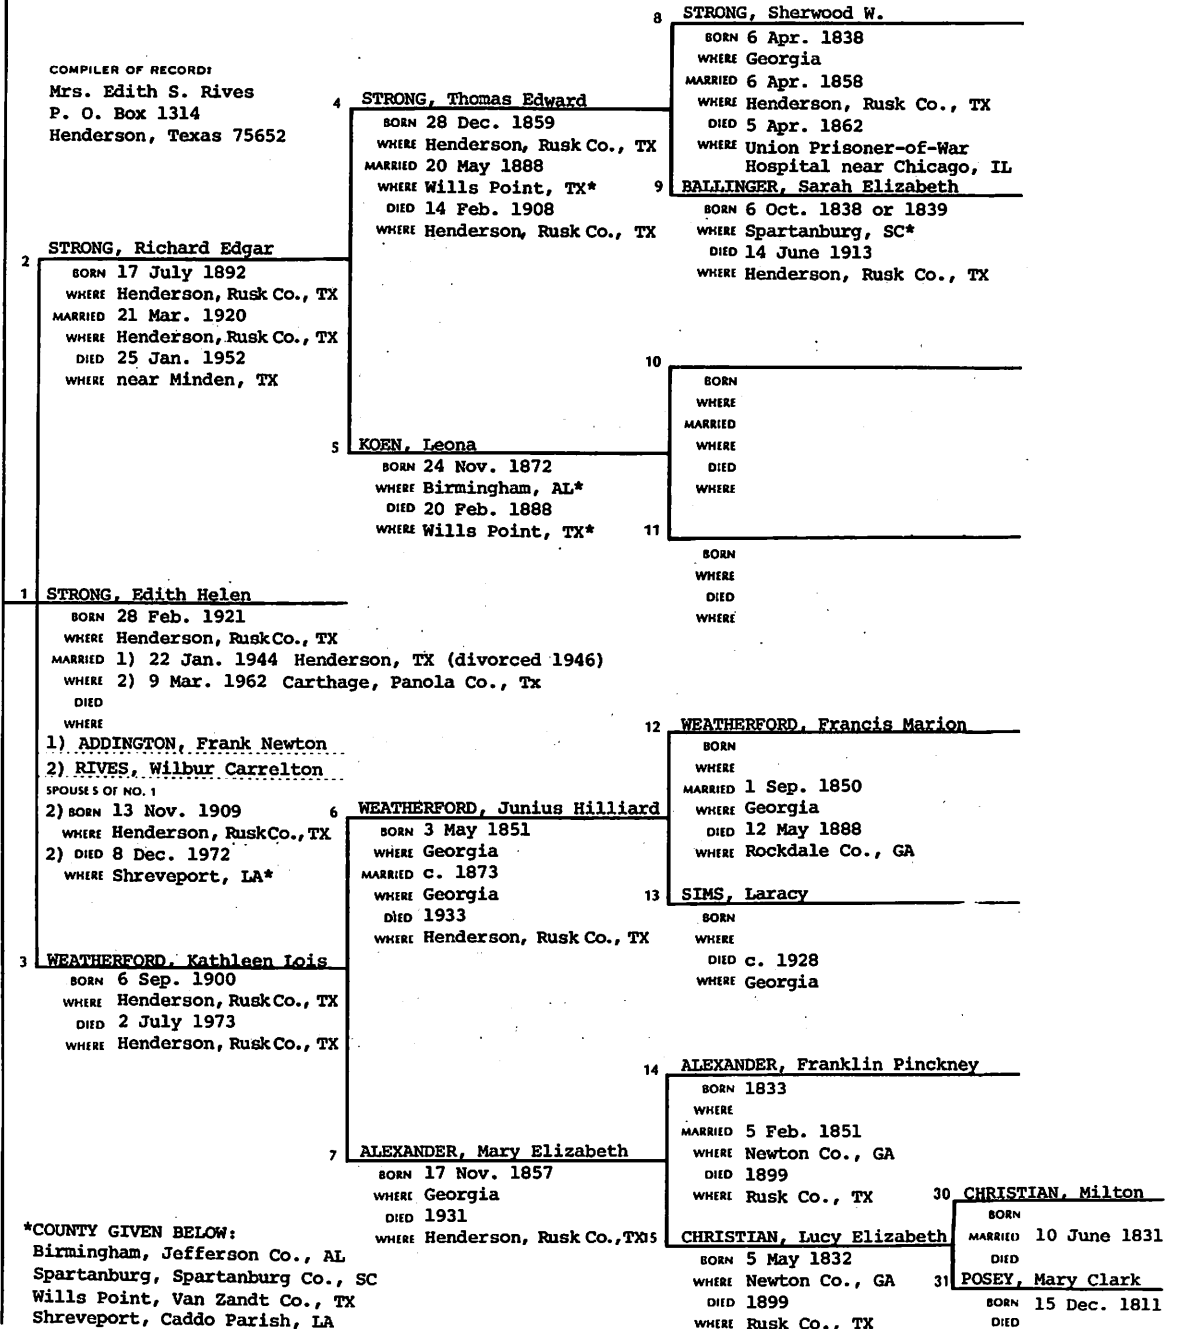 COMPILER OF RECORD:
Mrs. Edith S. Rives
P. O. Box 1314
Henderson, Texas 75652
8 STRONG, Sherwood W.
BORN 6 Apr. 1838
WHERE Georgia
MARRIED 6 Apr. 1858
WHERE Henderson, Rusk Co., TX
DIED 5 Apr. 1862
WHERE Union Prisoner-of-War
Hospital near Chicago, IL
4 STRONG, Thomas Edward
BORN 28 Dec. 1859
WHERE Henderson, Rusk Co., TX
MARRIED 20 May 1888
WHERE Wills Point, TX*
DIED 14 Feb. 1908
WHERE Henderson, Rusk Co., TX
9 BALLINGER, Sarah Elizabeth
BORN 6 Oct. 1838 or 1839
WHERE Spartanburg, SC*
DIED 14 June 1913
WHERE Henderson, Rusk Co., TX
2 STRONG, Richard Edgar
BORN 17 July 1892
WHERE Henderson, Rusk Co., TX
MARRIED 21 Mar. 1920
WHERE Henderson, Rusk Co., TX
DIED 25 Jan. 1952
WHERE near Minden, TX
10
BORN
WHERE
MARRIED
WHERE
DIED
WHERE
5 KOEN, Leona
BORN 24 Nov. 1872
WHERE Birmingham, AL*
DIED 20 Feb. 1888
WHERE Wills Point, TX*
11
BORN
WHERE
DIED
WHERE
1 STRONG, Edith Helen
BORN 28 Feb. 1921
WHERE Henderson, Rusk Co., TX
MARRIED 1) 22 Jan. 1944 Henderson, TX (divorced 1946)
WHERE 2) 9 Mar. 1962 Carthage, Panola Co., Tx
DIED
WHERE
1) ADDINGTON, Frank Newton
2) RIVES, Wilbur Carrelton
SPOUSES OF NO. 1
2) BORN 13 Nov. 1909
WHERE Henderson, Rusk Co., TX
2) DIED 8 Dec. 1972
WHERE Shreveport, LA*
12 WEATHERFORD, Francis Marion
BORN
WHERE
MARRIED 1 Sep. 1850
WHERE Georgia
DIED 12 May 1888
WHERE Rockdale Co., GA
6 WEATHERFORD, Junius Hilliard
BORN 3 May 1851
WHERE Georgia
MARRIED c. 1873
WHERE Georgia
DIED 1933
WHERE Henderson, Rusk Co., TX
13 SIMS, Laracy
BORN
WHERE
DIED c. 1928
WHERE Georgia
3 WEATHERFORD, Kathleen Lois
BORN 6 Sep. 1900
WHERE Henderson, Rusk Co., TX
DIED 2 July 1973
WHERE Henderson, Rusk Co., TX
14 ALEXANDER, Franklin Pinckney
BORN 1833
WHERE
MARRIED 5 Feb. 1851
WHERE Newton Co., GA
DIED 1899
WHERE Rusk Co., TX
7 ALEXANDER, Mary Elizabeth
BORN 17 Nov. 1857
WHERE Georgia
DIED 1931
WHERE Henderson, Rusk Co., TX
15 CHRISTIAN, Lucy Elizabeth
BORN 5 May 1832
WHERE Newton Co., GA
DIED 1899
WHERE Rusk Co., TX
30 CHRISTIAN, Milton
BORN
MARRIED 10 June 1831
DIED
31 POSEY, Mary Clark
BORN 15 Dec. 1811
DIED
*COUNTY GIVEN BELOW:
Birmingham, Jefferson Co., AL
Spartanburg, Spartanburg Co., SC
Wills Point, Van Zandt Co., TX
Shreveport, Caddo Parish, LA